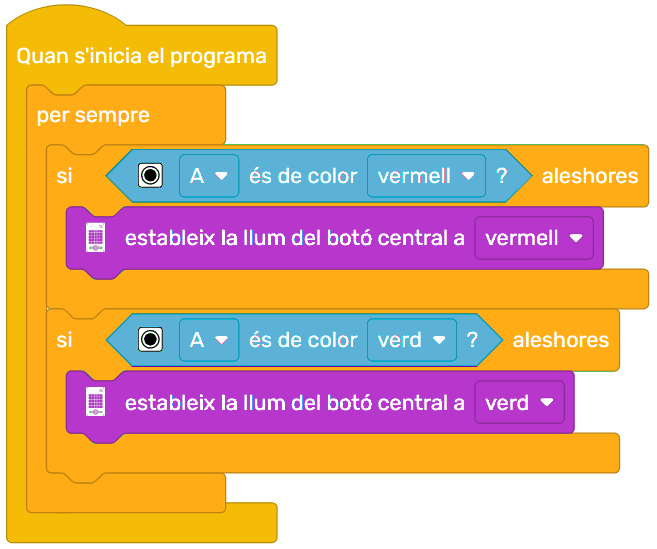 Quan s'inicia el programa
per sempre
si A és de color vermell ? aleshores
estableix la llum del botó central a vermell
si A és de color verd ? aleshores
estableix la llum del botó central a verd